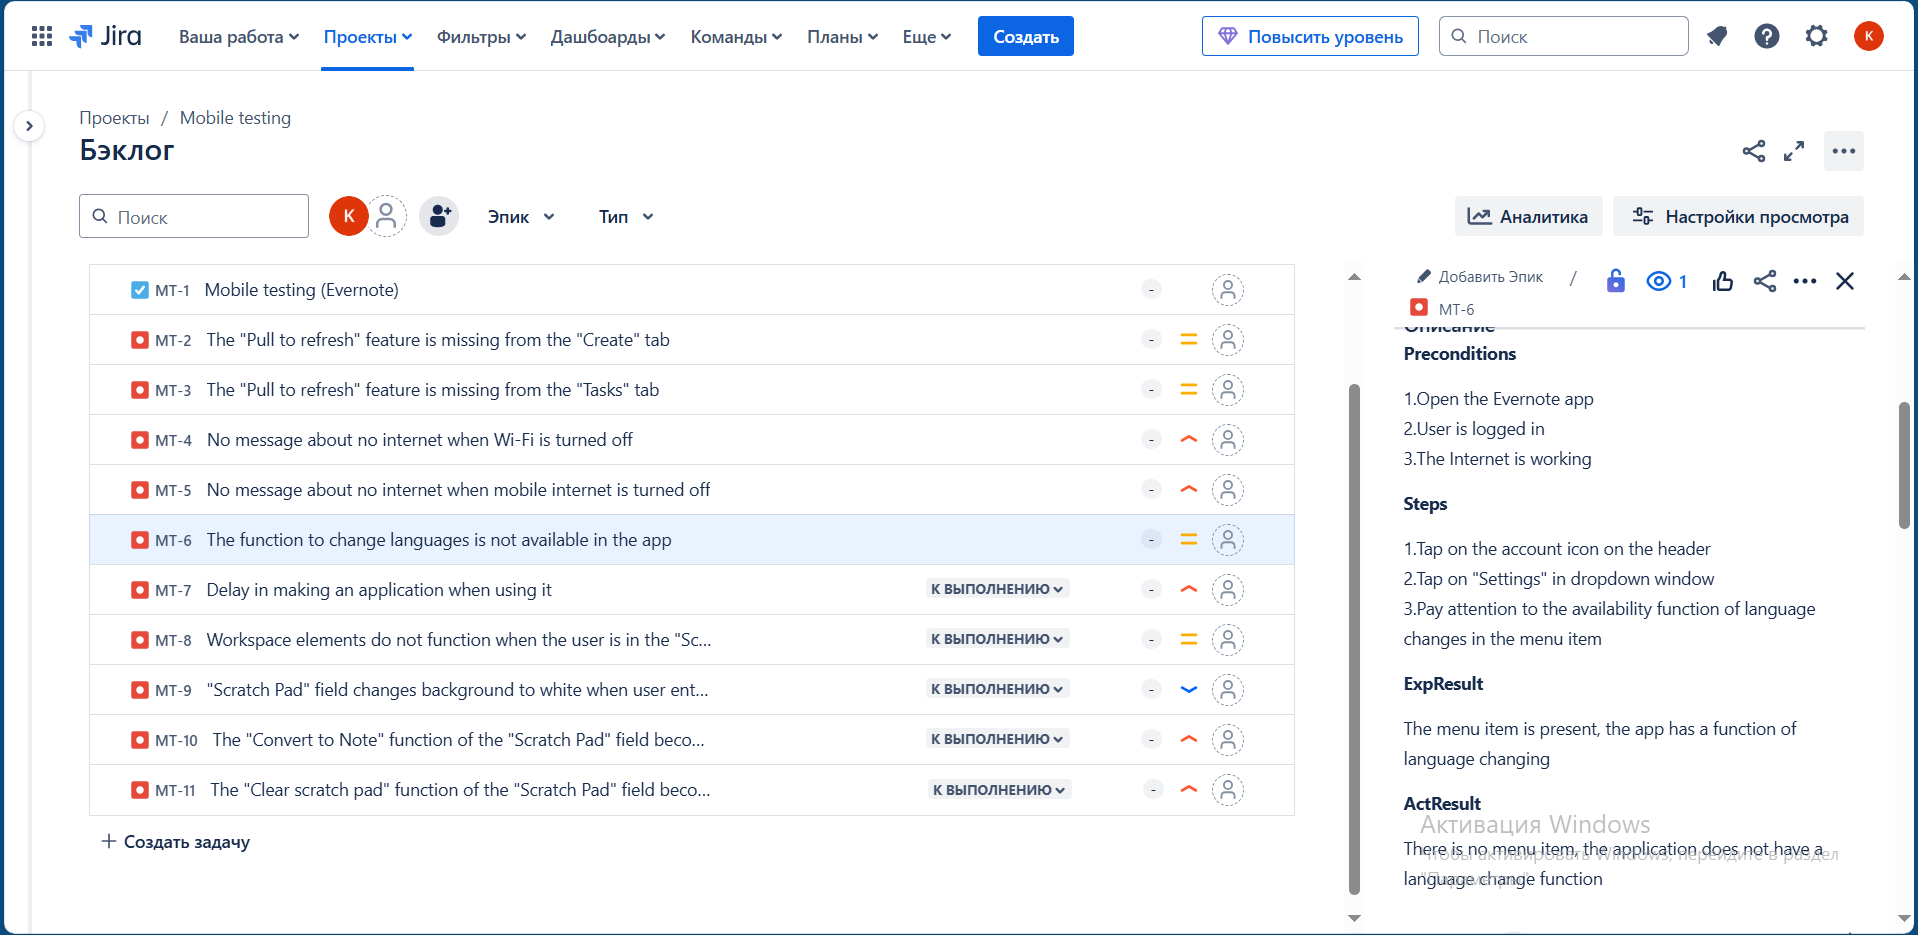 Jira Ваша работа Проекты Фильтры Дашбоарды Команды Планы Еще Создать Повысить уровень Поиск K
Проекты / Mobile testing
Бэклог
Поиск K Эпик Тип Аналитика Настройки просмотра
MT-1 Mobile testing (Evernote) -
MT-2 The "Pull to refresh" feature is missing from the "Create" tab -
MT-3 The "Pull to refresh" feature is missing from the "Tasks" tab -
MT-4 No message about no internet when Wi-Fi is turned off -
MT-5 No message about no internet when mobile internet is turned off -
MT-6 The function to change languages is not available in the app -
MT-7 Delay in making an application when using it К ВЫПОЛНЕНИЮ -
MT-8 Workspace elements do not function when the user is in the "Sc... К ВЫПОЛНЕНИЮ -
MT-9 "Scratch Pad" field changes background to white when user ent... К ВЫПОЛНЕНИЮ -
MT-10 The "Convert to Note" function of the "Scratch Pad" field beco... К ВЫПОЛНЕНИЮ -
MT-11 The "Clear scratch pad" function of the "Scratch Pad" field beco... К ВЫПОЛНЕНИЮ -
+ Создать задачу
Добавить Эпик / 1
MT-6
Описание
Preconditions
1.Open the Evernote app
2.User is logged in
3.The Internet is working
Steps
1.Tap on the account icon on the header
2.Tap on "Settings" in dropdown window
3.Pay attention to the availability function of language
changes in the menu item
ExpResult
The menu item is present, the app has a function of
language changing
ActResult
Активация Windows
There is no menu item, the application does not have a
Чтобы активировать Windows, перейдите в раздел
language change function
"Параметры".